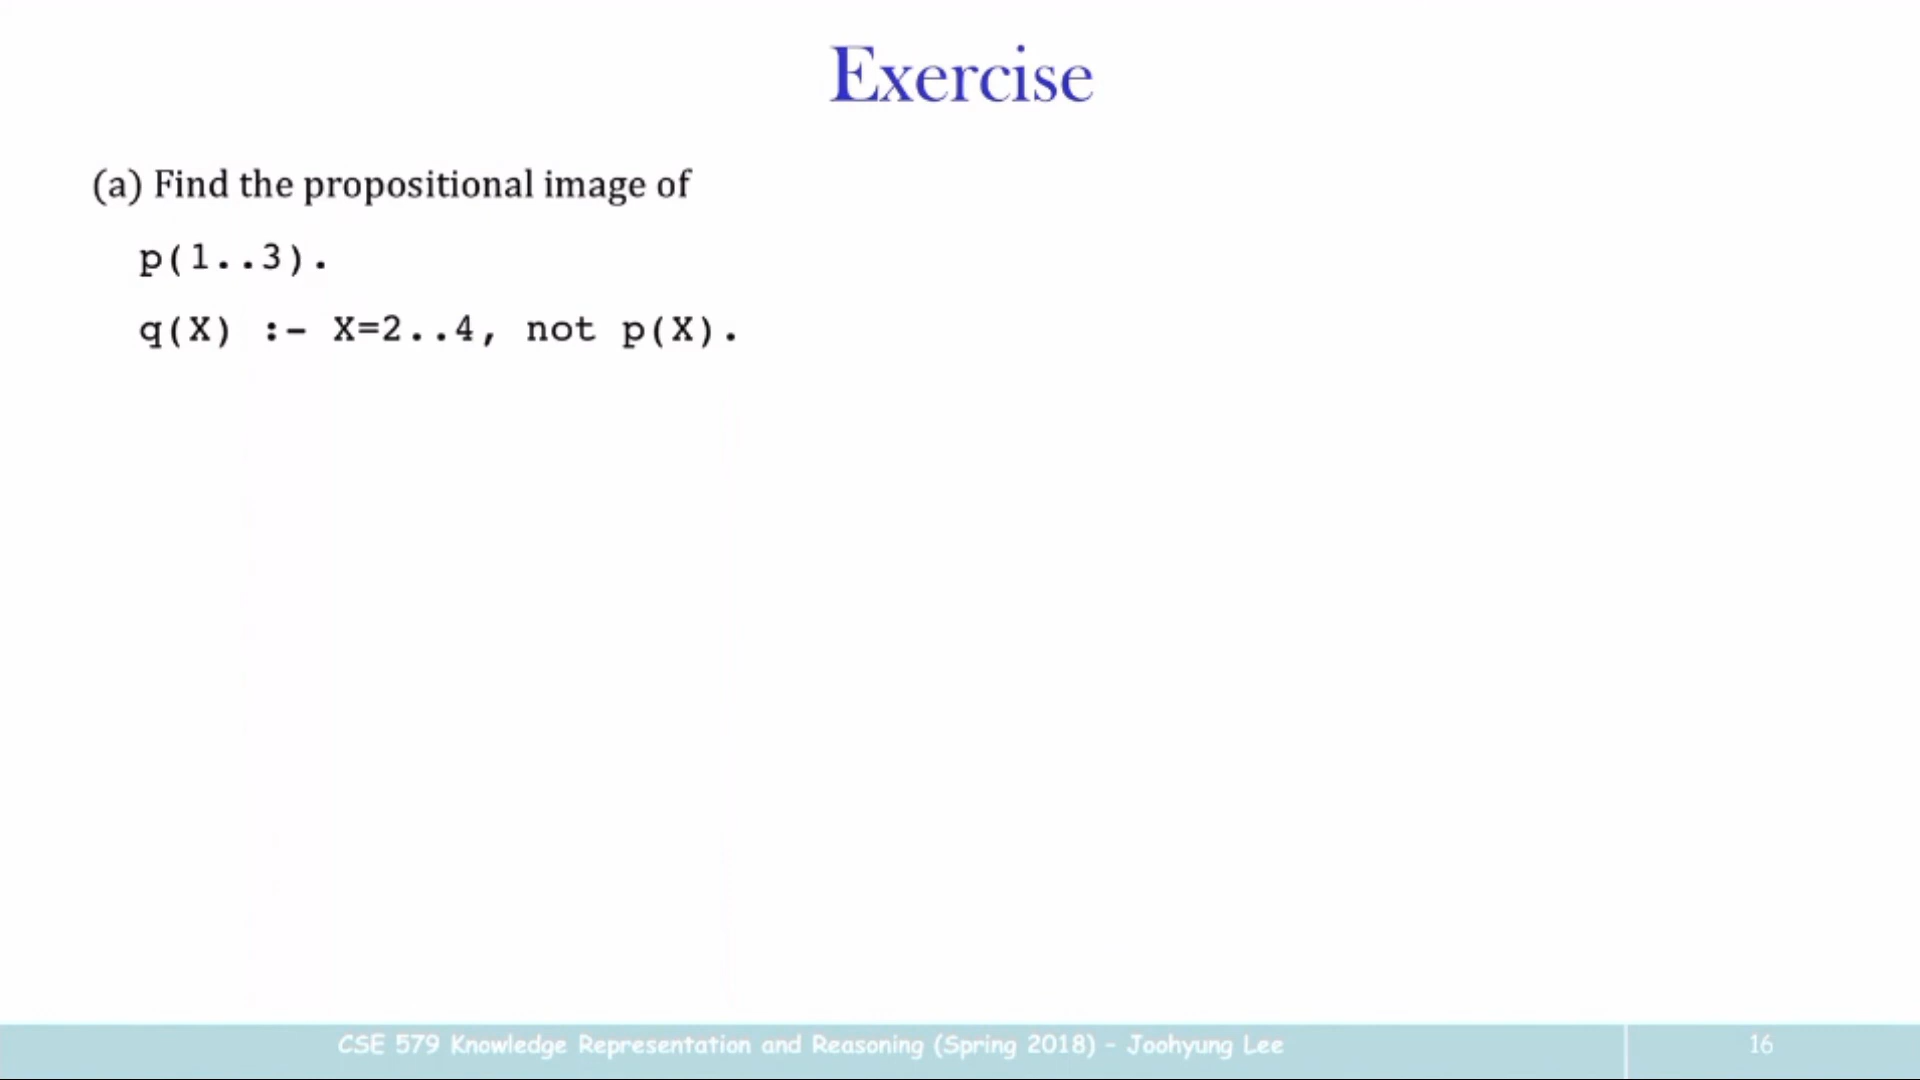 Exercise
(a) Find the propositional image of
p(1..3).
q(X) :- X=2..4, not p(X).
CSE 579 Knowledge Representation and Reasoning (Spring 2018) - Joohyung Lee
16